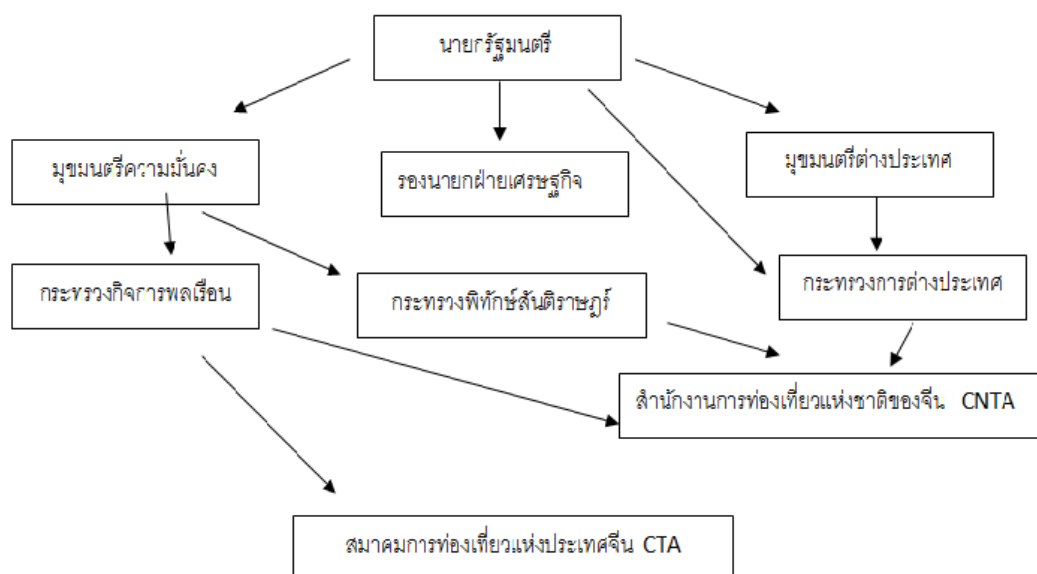 นายกรัฐมนตรี
มุขมนตรีความมั่นคง
รองนายกฝ่ายเศรษฐกิจ
มุขมนตรีต่างประเทศ
กระทรวงกิจการพลเรือน
กระทรวงพิทักษ์สันติราษฎร์
กระทรวงการต่างประเทศ
สำนักงานการท่องเที่ยวแห่งชาติของจีน CNTA
สมาคมการท่องเที่ยวแห่งประเทศจีน CTA